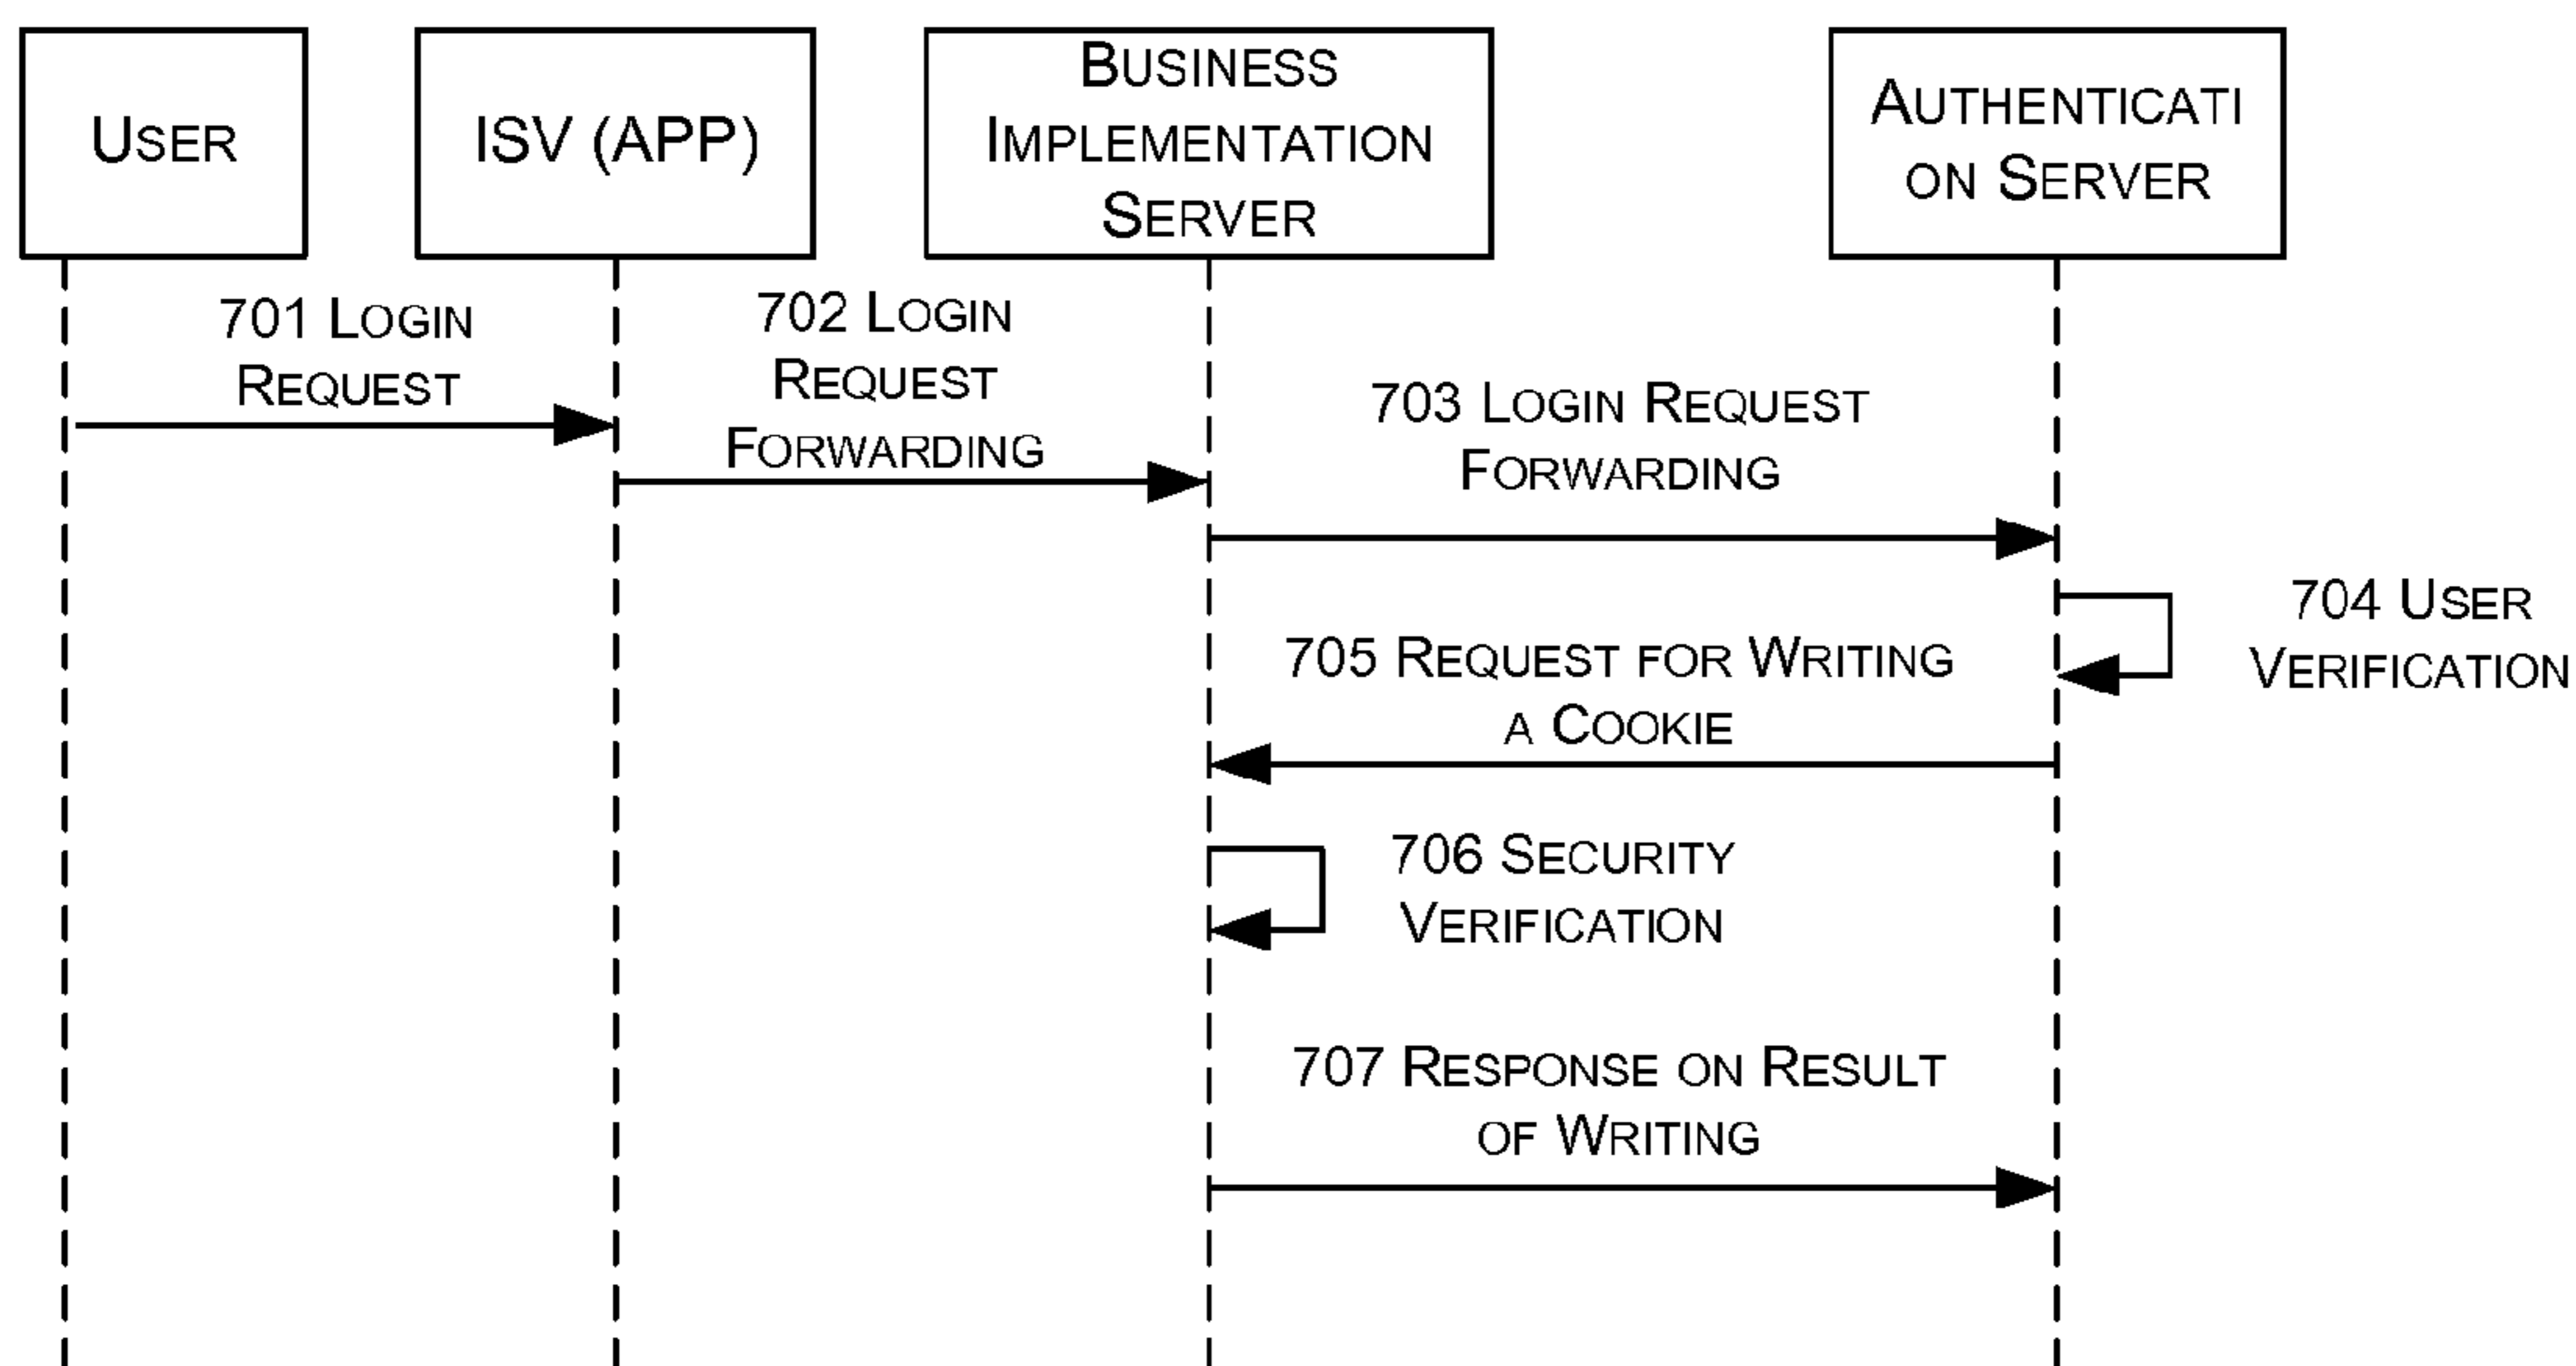 USER
ISV (APP)
BUSINESS
IMPLEMENTATION
SERVER
AUTHENTICATI
ON SERVER
701 LOGIN
REQUEST
702 LOGIN
REQUEST
FORWARDING
703 LOGIN REQUEST
FORWARDING
704 USER
VERIFICATION
705 REQUEST FOR WRITING
A COOKIE
706 SECURITY
VERIFICATION
707 RESPONSE ON RESULT
OF WRITING